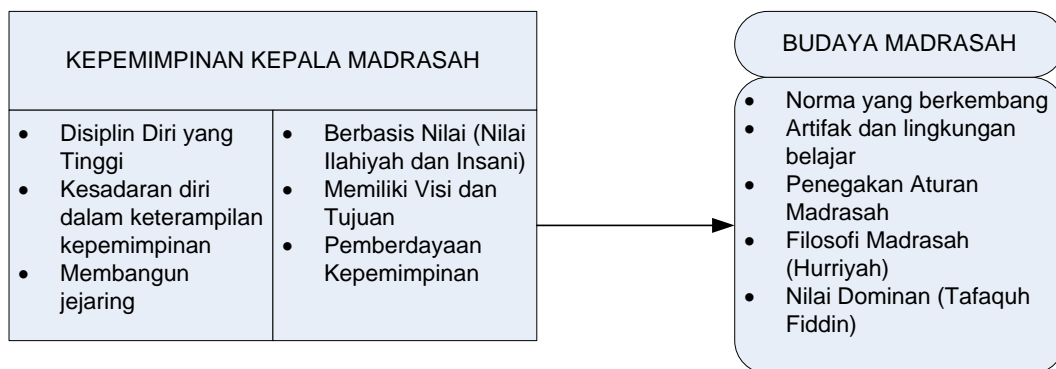 KEPEMIMPINAN KEPALA MADRASAH
• Disiplin Diri yang
Tinggi
• Kesadaran diri
dalam keterampilan
kepemimpinan
• Membangun
jejaring
• Berbasis Nilai (Nilai
Ilahiyah dan Insani)
• Memiliki Visi dan
Tujuan
• Pemberdayaan
Kepemimpinan
BUDAYA MADRASAH
• Norma yang berkembang
• Artifak dan lingkungan
belajar
• Penegakan Aturan
Madrasah
• Filosofi Madrasah
(Hurriyah)
• Nilai Dominan (Tafaquh
Fiddin)